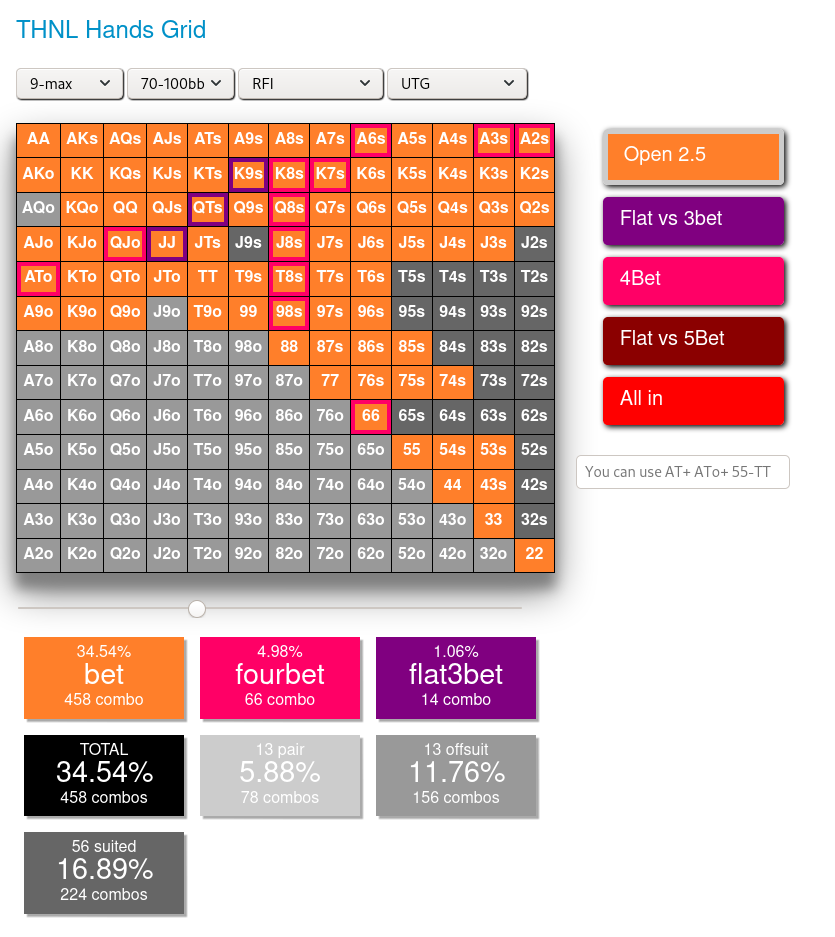 THNL Hands Grid
9-max 70-100bb RFI UTG
AA AKs AQs AJs ATs A9s A8s A7s A6s A5s A4s A3s A2s
AKo KK KQs KJs KTs K9s K8s K7s K6s K5s K4s K3s K2s
AQo KQo QQ QJs QTs Q9s Q8s Q7s Q6s Q5s Q4s Q3s Q2s
AJo KJo QJo JJ JTs J9s J8s J7s J6s J5s J4s J3s J2s
ATo KTo QTo JTo TT T9s T8s T7s T6s T5s T4s T3s T2s
A9o K9o Q9o J9o T9o 99 98s 97s 96s 95s 94s 93s 92s
A8o K8o Q8o J8o T8o 98o 88 87s 86s 85s 84s 83s 82s
A7o K7o Q7o J7o T7o 97o 87o 77 76s 75s 74s 73s 72s
A6o K6o Q6o J6o T6o 96o 86o 76o 66 65s 64s 63s 62s
A5o K5o Q5o J5o T5o 95o 85o 75o 65o 55 54s 53s 52s
A4o K4o Q4o J4o T4o 94o 84o 74o 64o 54o 44 43s 42s
A3o K3o Q3o J3o T3o 93o 83o 73o 63o 53o 43o 33 32s
A2o K2o Q2o J2o T2o 92o 82o 72o 62o 52o 42o 32o 22
Open 2.5
Flat vs 3bet
4Bet
Flat vs 5Bet
All in
You can use AT+ ATo+ 55-TT
34.54%
bet
458 combo
4.98%
fourbet
66 combo
1.06%
flat3bet
14 combo
TOTAL
34.54%
458 combos
13 pair
5.88%
78 combos
13 offsuit
11.76%
156 combos
56 suited
16.89%
224 combos